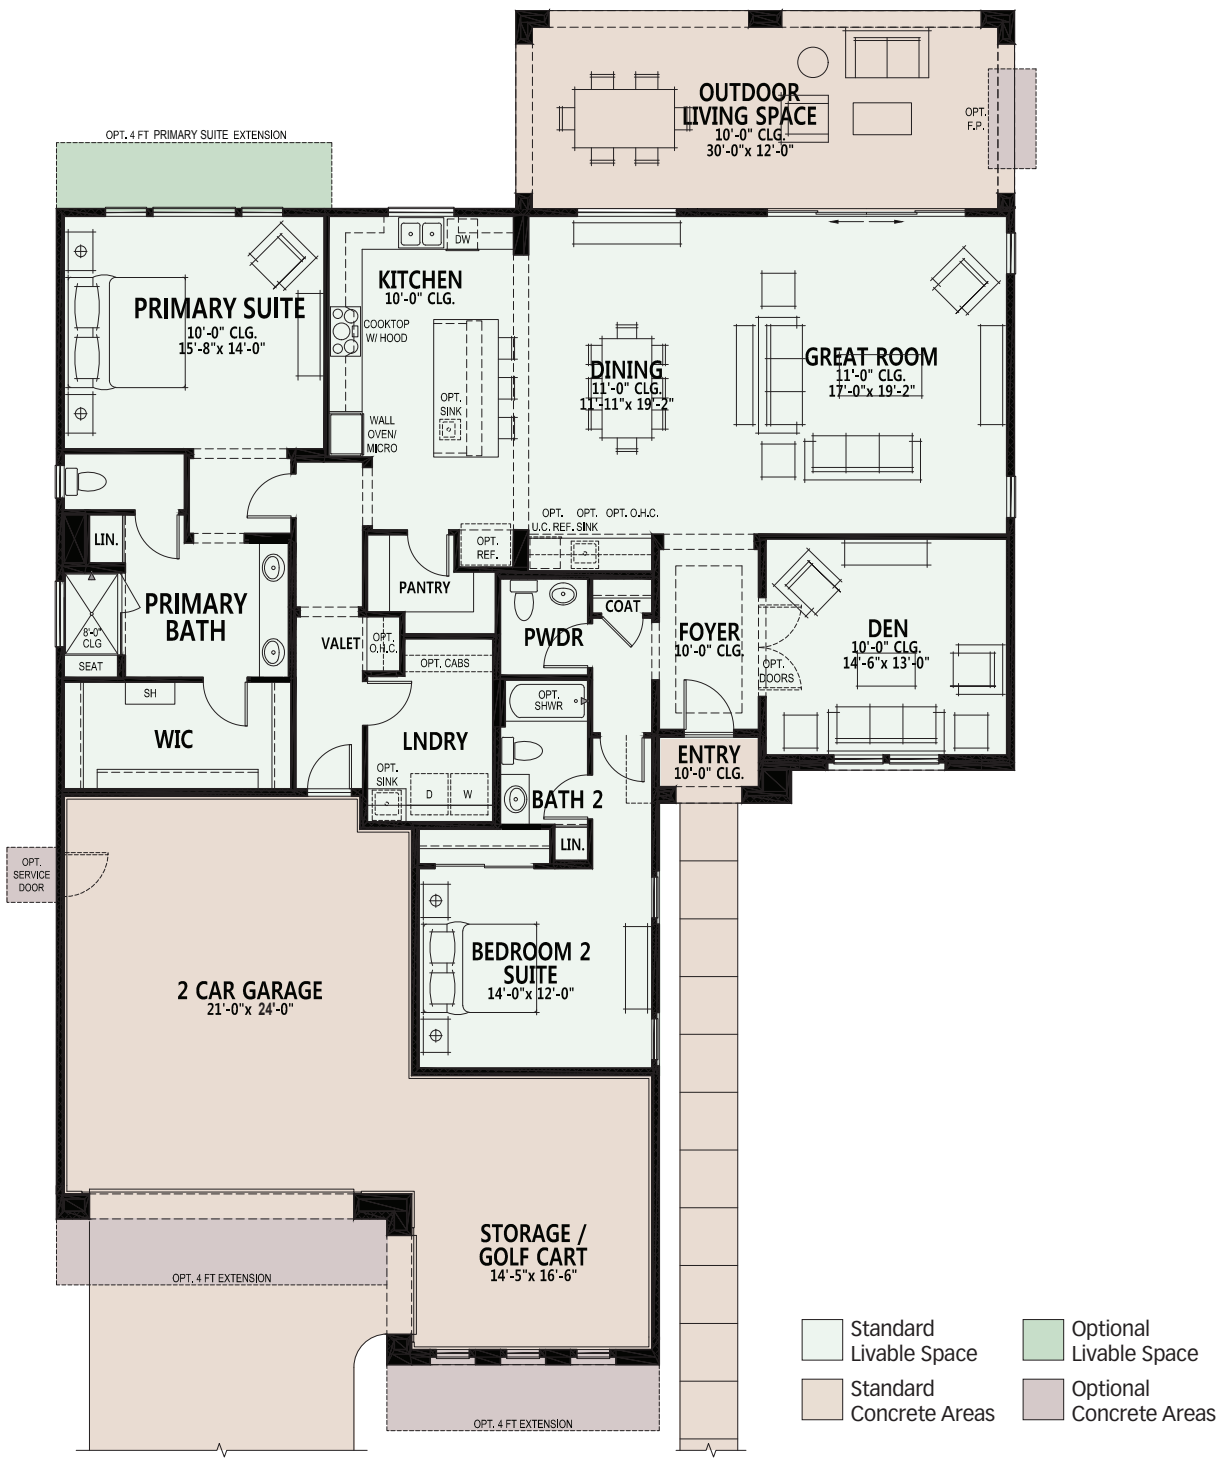 OUTDOOR
LIVING SPACE
10'-0" CLG.
30'-0"x 12'-0"
OPT.
F.P.
OPT. 4 FT PRIMARY SUITE EXTENSION
PRIMARY SUITE
10'-0" CLG.
15'-8"x 14'-0"
DW
KITCHEN
10'-0" CLG.
COOKTOP
W/ HOOD
OPT.
SINK
WALL
OVEN/
MICRO
DINING
11'-0" CLG.
11'-11"x 19'-2"
GREAT ROOM
11'-0" CLG.
17'-0"x 19'-2"
OPT. OPT. OPT. O.H.C.
U.C. REF. SINK
OPT.
REF.
LIN.
PRIMARY
BATH
8'-0"
CLG
SEAT
PANTRY
VALET
OPT.
O.H.C.
OPT. CABS
PWDR
COAT
FOYER
10'-0" CLG.
OPT.
DOORS
DEN
10'-0" CLG.
14'-6"x 13'-0"
SH
WIC
LNDRY
OPT.
SINK
D
W
OPT.
SHWR
BATH 2
LIN.
ENTRY
10'-0" CLG.
OPT.
SERVICE
DOOR
2 CAR GARAGE
21'-0"x 24'-0"
BEDROOM 2
SUITE
14'-0"x 12'-0"
STORAGE /
GOLF CART
14'-5"x 16'-6"
OPT. 4 FT EXTENSION
OPT. 4 FT EXTENSION
Standard
Livable Space
Optional
Livable Space
Standard
Concrete Areas
Optional
Concrete Areas